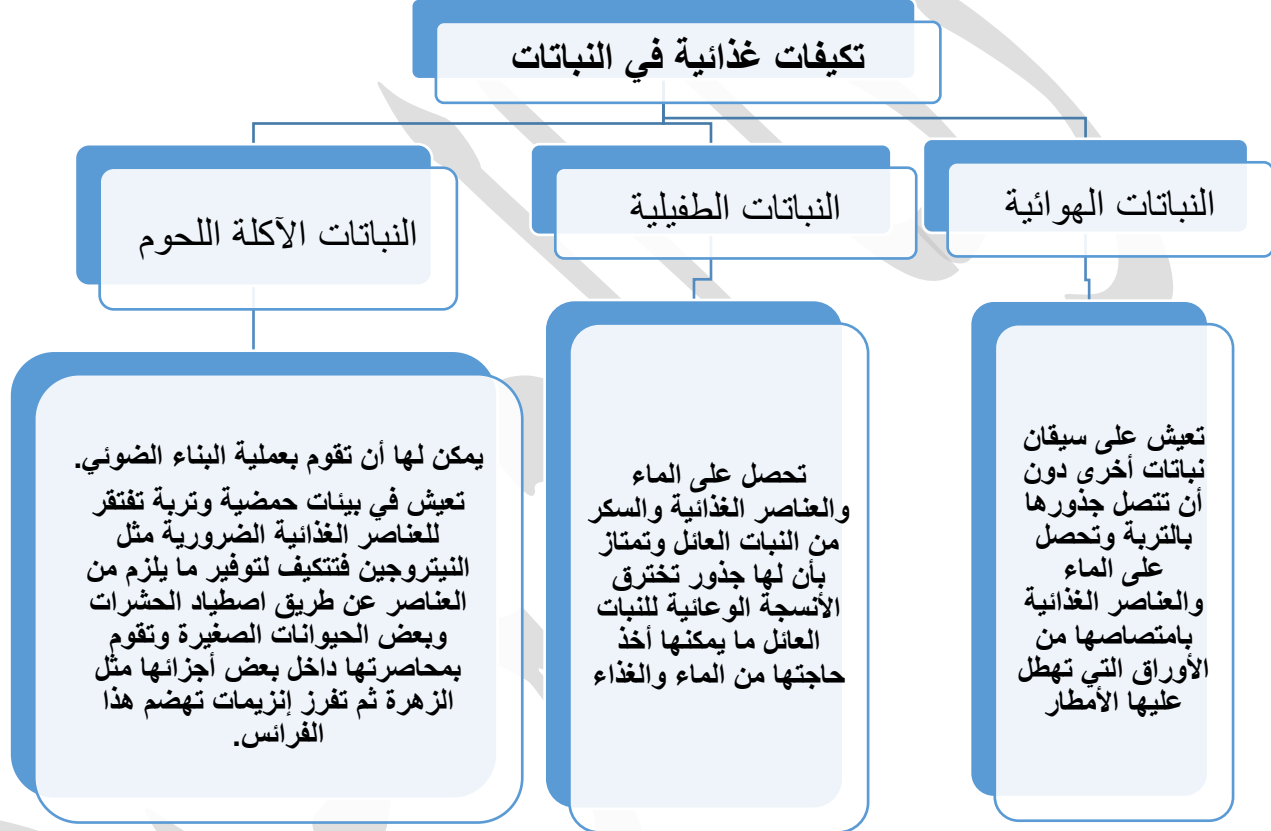 تكيفات غذائية في النباتات
النباتات الهوائية
النباتات الطفيلية
النباتات الآكلة اللحوم
تعيش على سيقان
نباتات أخرى دون
أن تتصل جذورها
بالتربة وتحصل
على الماء
والعناصر الغذائية
بامتصاصها من
الأوراق التي تهطل
عليها الأمطار
تحصل على الماء
والعناصر الغذائية والسكر
من النبات العائل وتمتاز
بأن لها جذور تخترق
الأنسجة الوعائية للنبات
العائل ما يمكنها أخذ
حاجتها من الماء والغذاء
يمكن لها أن تقوم بعملية البناء الضوئي.
تعيش في بيئات حمضية وتربة تفتقر
للعناصر الغذائية الضرورية مثل
النيتروجين فتتكيف لتوفير ما يلزم من
العناصر عن طريق اصطياد الحشرات
وبعض الحيوانات الصغيرة وتقوم
بمحاصرتها داخل بعض أجزائها مثل
الزهرة ثم تفرز إنزيمات تهضم هذا
الفرائس.